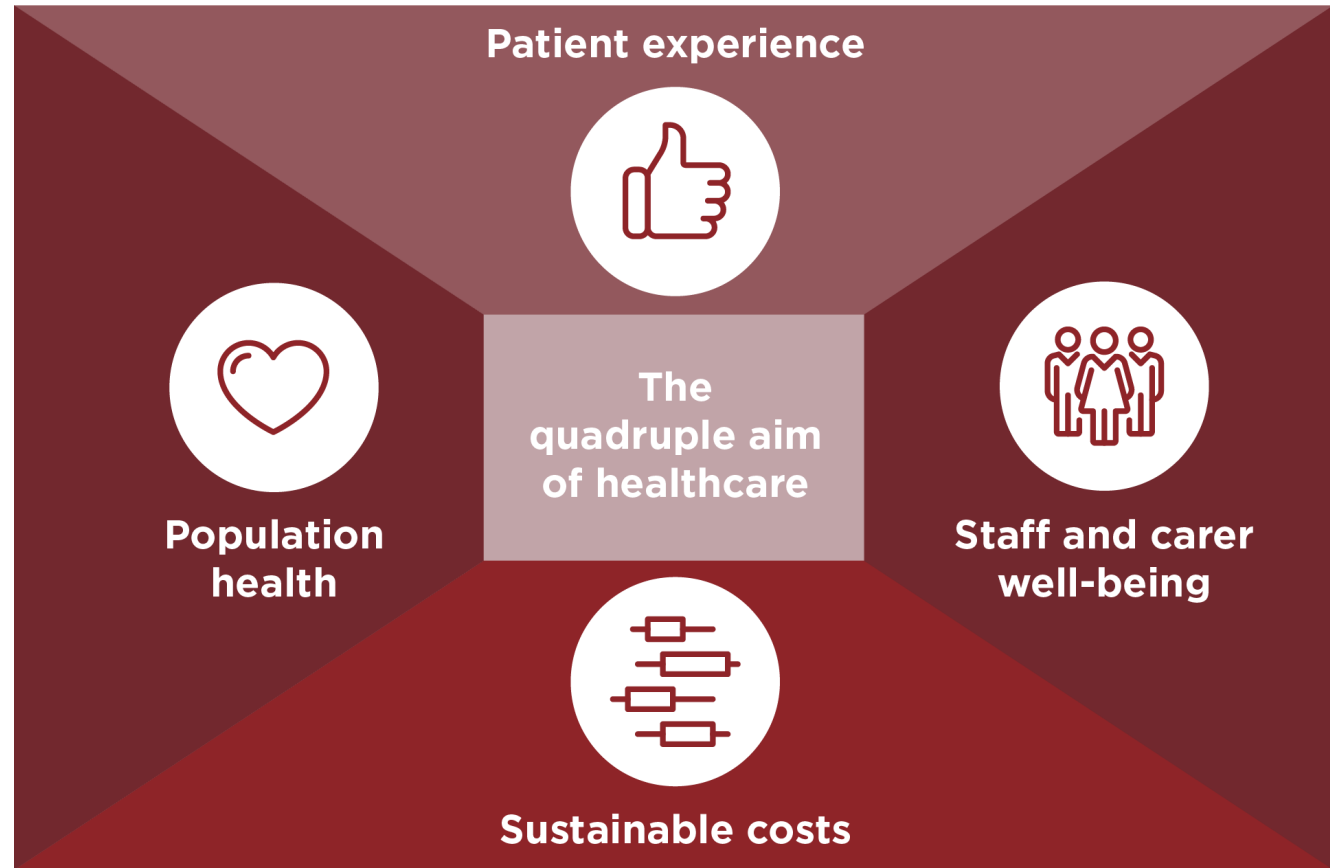 Patient experience
The
quadruple aim
of healthcare
Population
health
Staff and carer
well-being
Sustainable costs